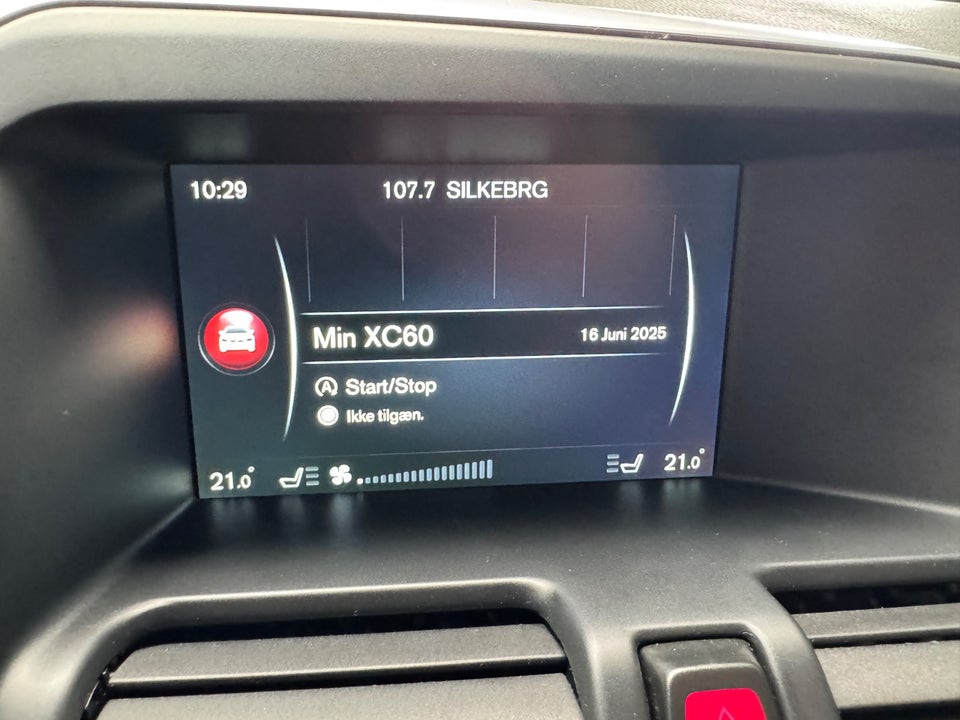 10:29 107.7 SILKEBRG
Min XC60 16 Juni 2025
(A) Start/Stop
Ikke tilgæn.
21.0° 21.0°